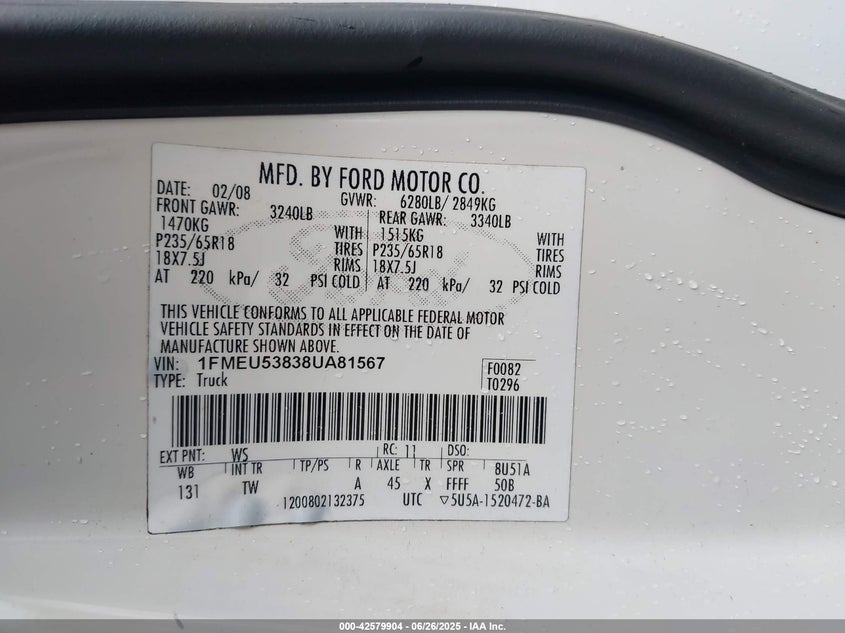 MFD. BY FORD MOTOR CO.
DATE: 02/08 GVWR: 6280LB/ 2849KG
FRONT GAWR: 3240LB REAR GAWR: 3340LB
1470KG WITH 1515KG WITH
P235/65R18 TIRES P235/65R18 TIRES
18X7.5J RIMS 18X7.5J RIMS
AT 220 kPa/ 32 PSI COLD AT 220 kPa/ 32 PSI COLD
THIS VEHICLE CONFORMS TO ALL APPLICABLE FEDERAL MOTOR
VEHICLE SAFETY STANDARDS IN EFFECT ON THE DATE OF
MANUFACTURE SHOWN ABOVE.
VIN: 1FMEU53838UA81567 F0082
TYPE: Truck T0296
EXT PNT: WS RC: 11 DSO:
WB INT TR TP/PS R AXLE TR SPR 8U51A
131 TW A 45 X FFFF 50B
1200802132375 UTC ▽5U5A-1520472-BA
000-42579904 - 06/26/2025 - IAA Inc.